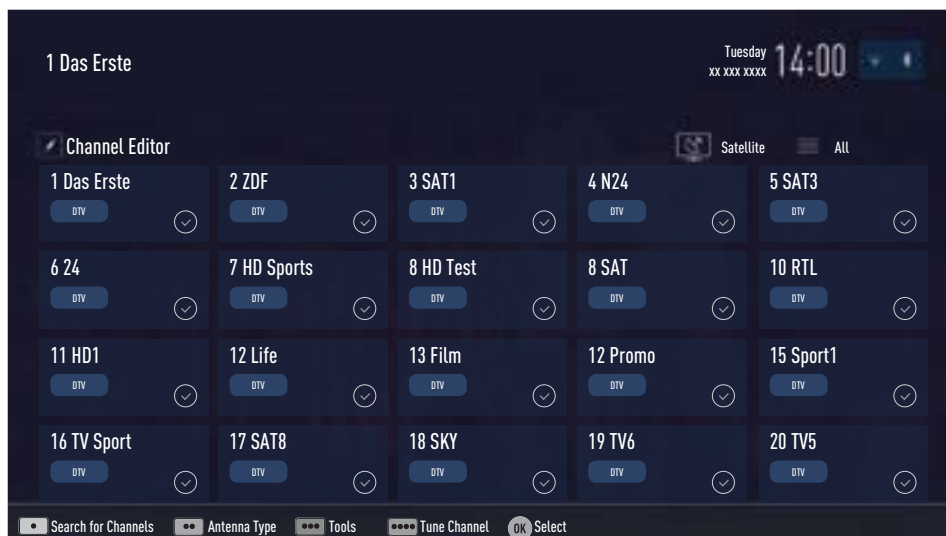 1 Das Erste
Tuesday
xx xxx xxxx
14:00
Channel Editor
Satellite
All
1 Das Erste
DTV
2 ZDF
DTV
3 SAT1
DTV
4 N24
DTV
5 SAT3
DTV
6 24
DTV
7 HD Sports
DTV
8 HD Test
DTV
8 SAT
DTV
10 RTL
DTV
11 HD1
DTV
12 Life
DTV
13 Film
DTV
12 Promo
DTV
15 Sport1
DTV
16 TV Sport
DTV
17 SAT8
DTV
18 SKY
DTV
19 TV6
DTV
20 TV5
DTV
Search for Channels
Antenna Type
Tools
Tune Channel
OK Select